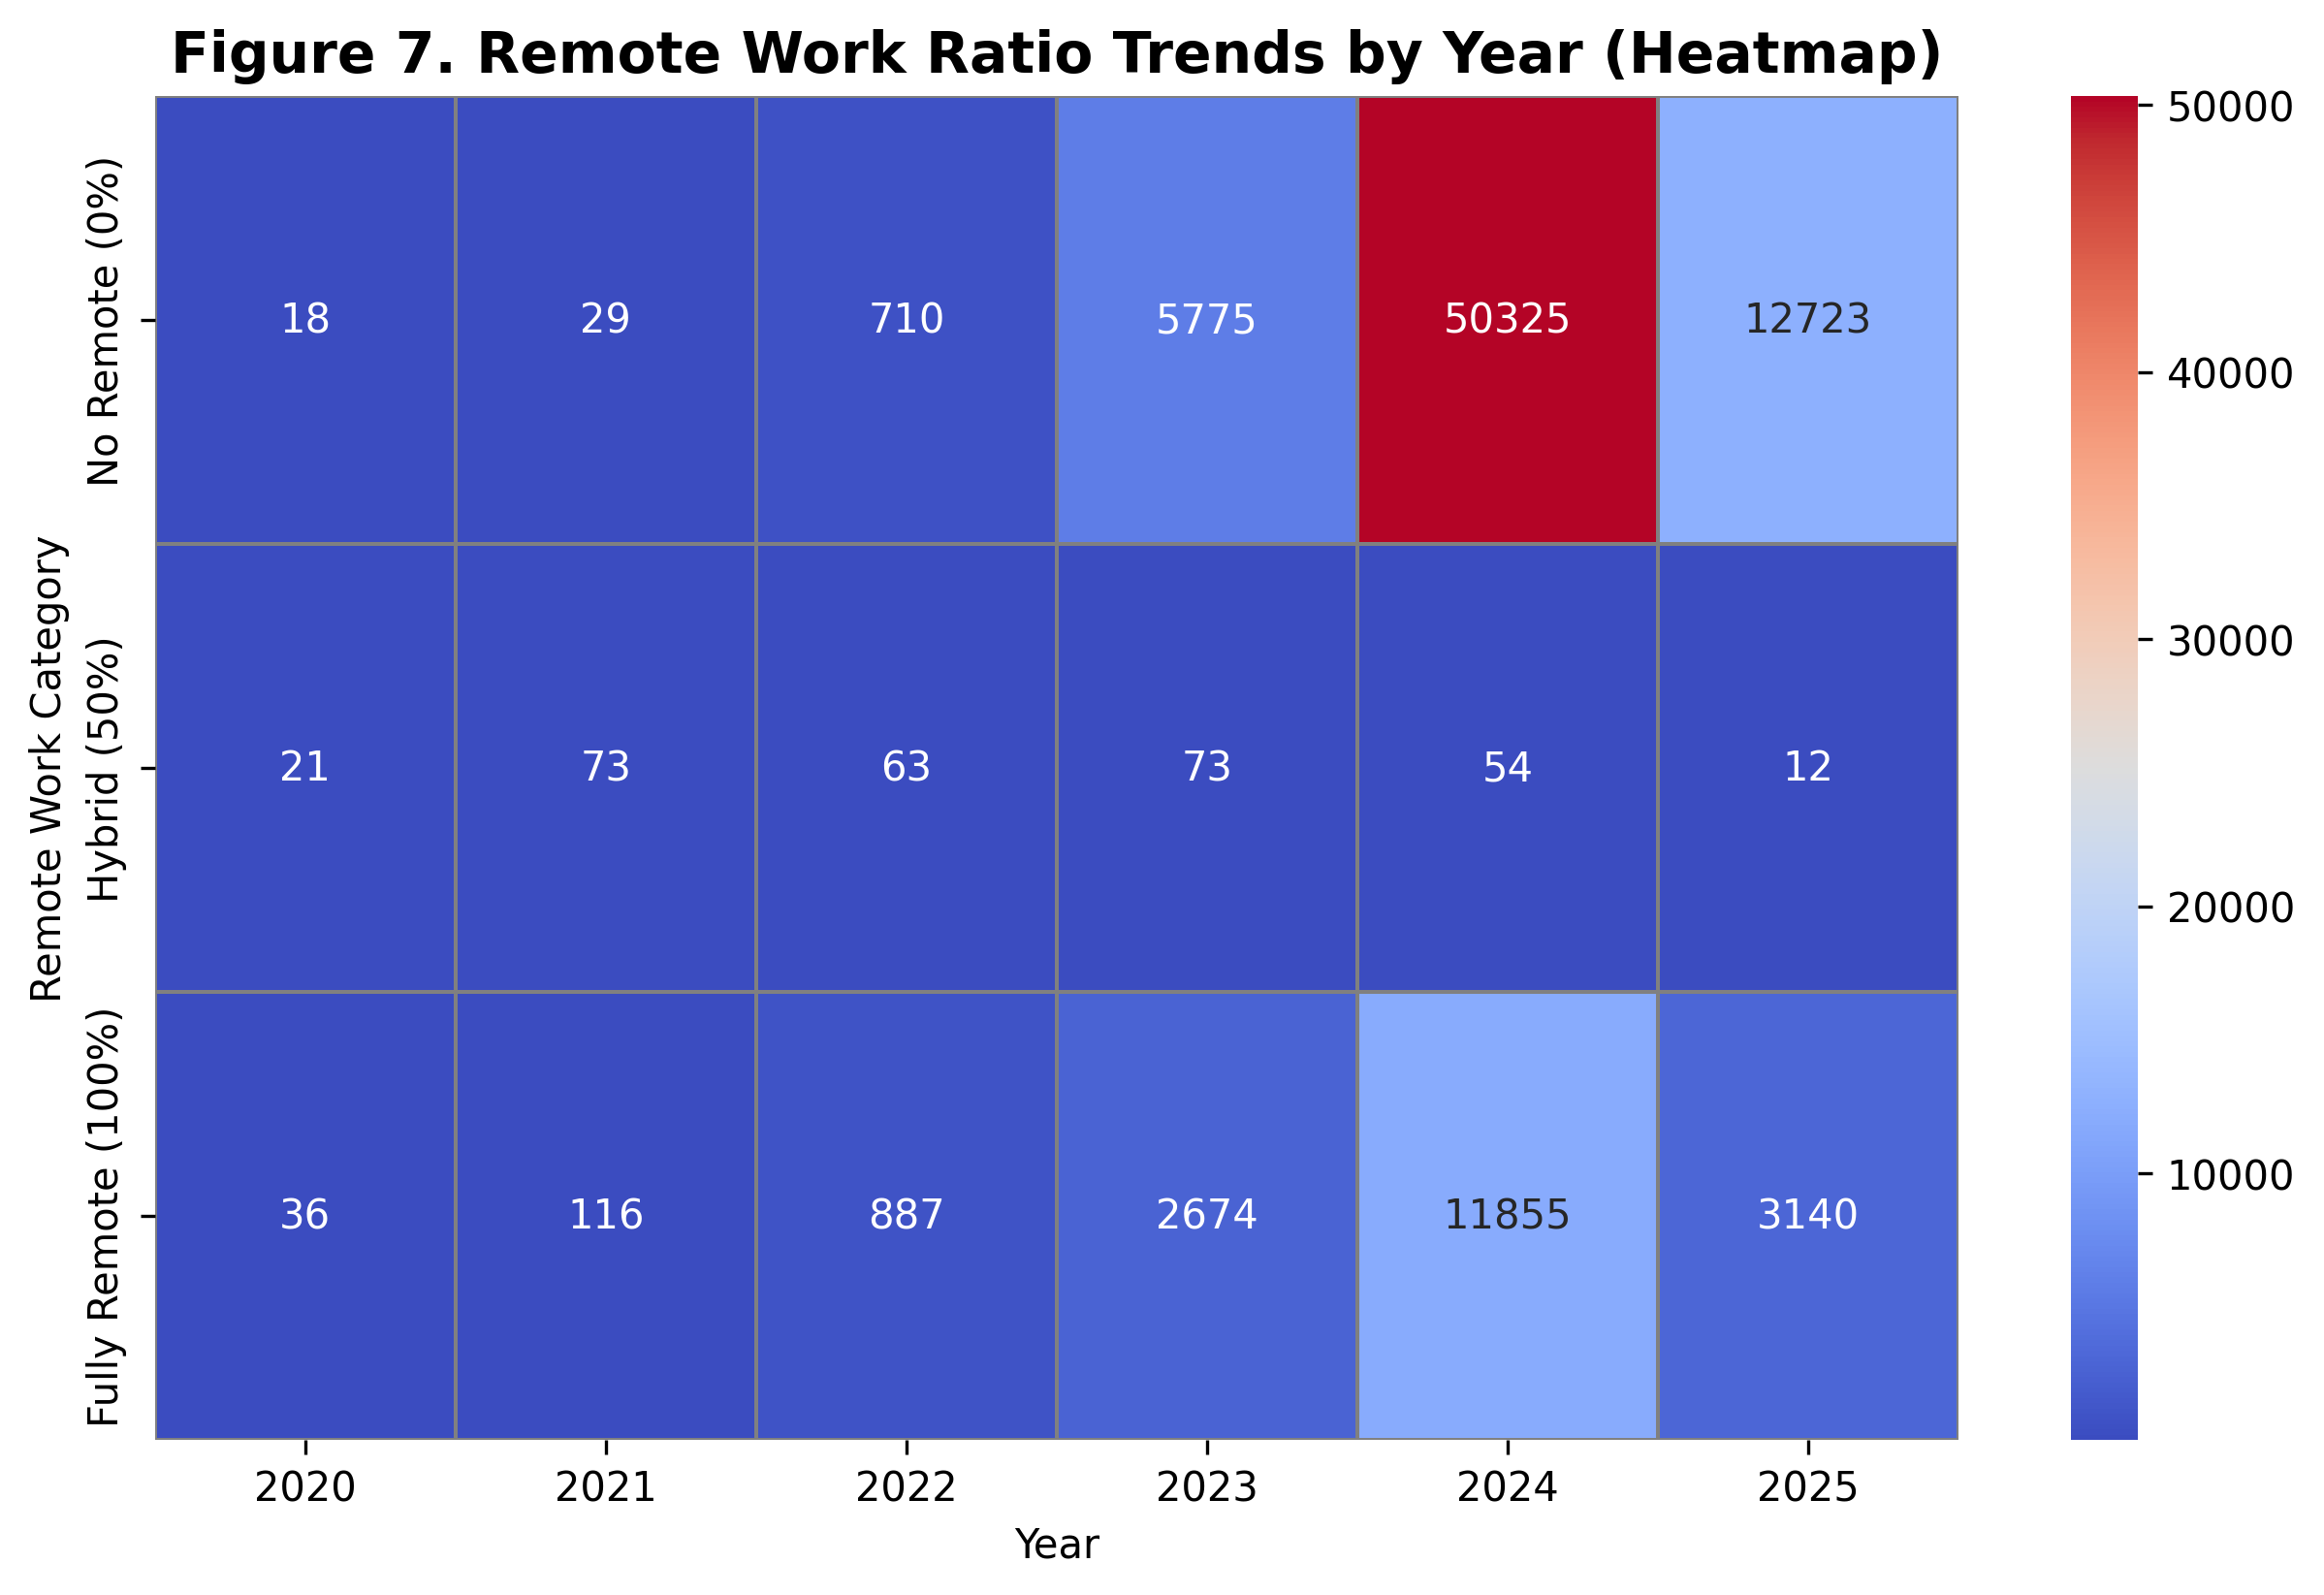 Figure 7. Remote Work Ratio Trends by Year (Heatmap)
Remote Work Category
No Remote (0%)
18 29 710 5775 50325 12723
Hybrid (50%)
21 73 63 73 54 12
Fully Remote (100%)
36 116 887 2674 11855 3140
2020 2021 2022 2023 2024 2025
Year
50000
40000
30000
20000
10000